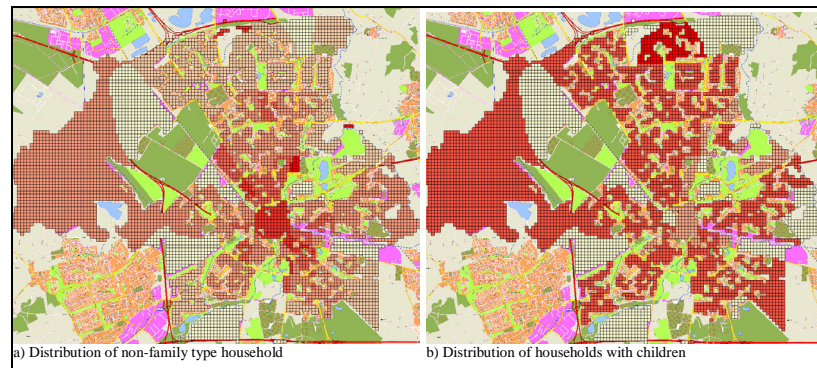 a) Distribution of non-family type household
b) Distribution of households with children